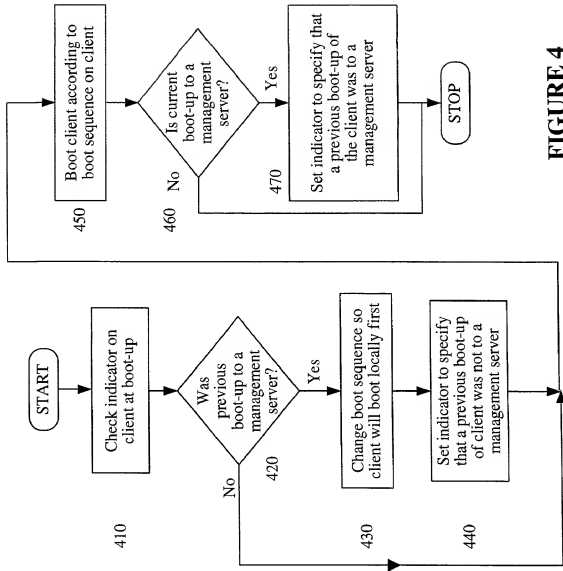 START
Check indicator on
client at boot-up
410
Was
previous
boot-up to a
management
server?
420
No
Yes
Change boot sequence so
client will boot locally first
430
Set indicator to specify
that a previous boot-up
of client was not to a
management server
440
Boot client according to
boot sequence on client
450
Is current
boot-up to a
management
server?
460
No
Yes
Set indicator to specify that
a previous boot-up of
the client was to a
management server
470
STOP
FIGURE 4